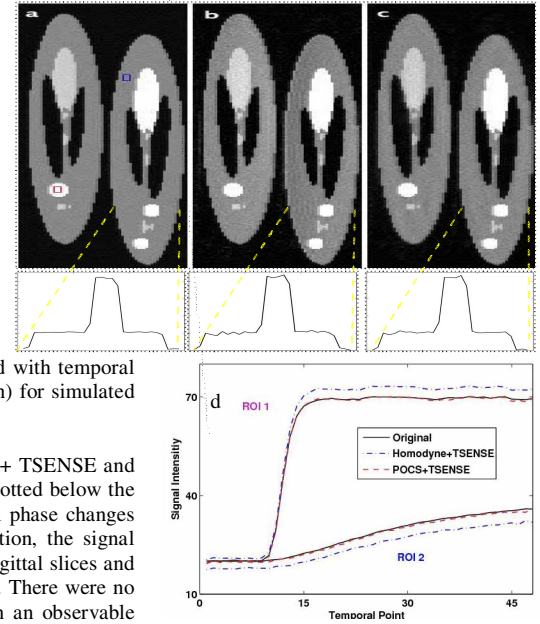 a
b
c
d with temporal
n) for simulated
+ TSENSE and
otted below the
phase changes
tion, the signal
gittal slices and
. There were no
an observable
d
ROI 1
Original
Homodyne+TSENSE
POCS+TSENSE
ROI 2
Signal Intensitiy
70
40
10
0
15
30
45
Temporal Point